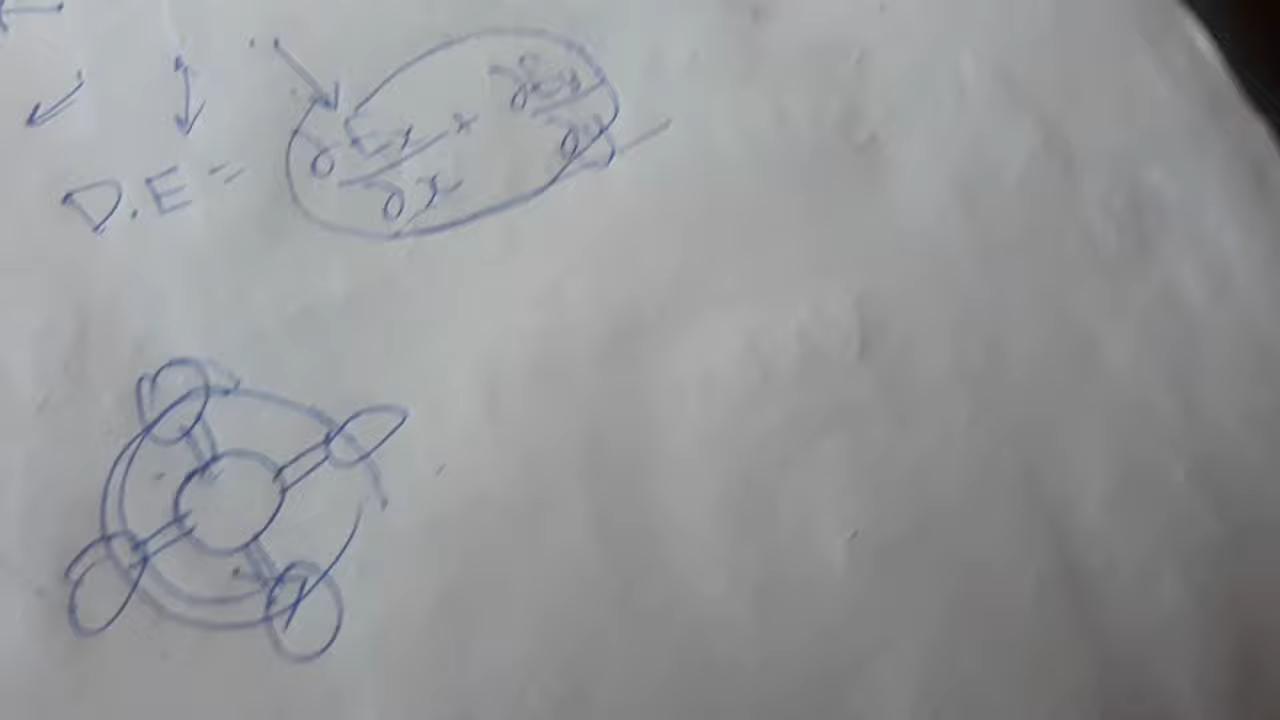 D.E = ∂Ex/∂x + ∂Ey/∂y